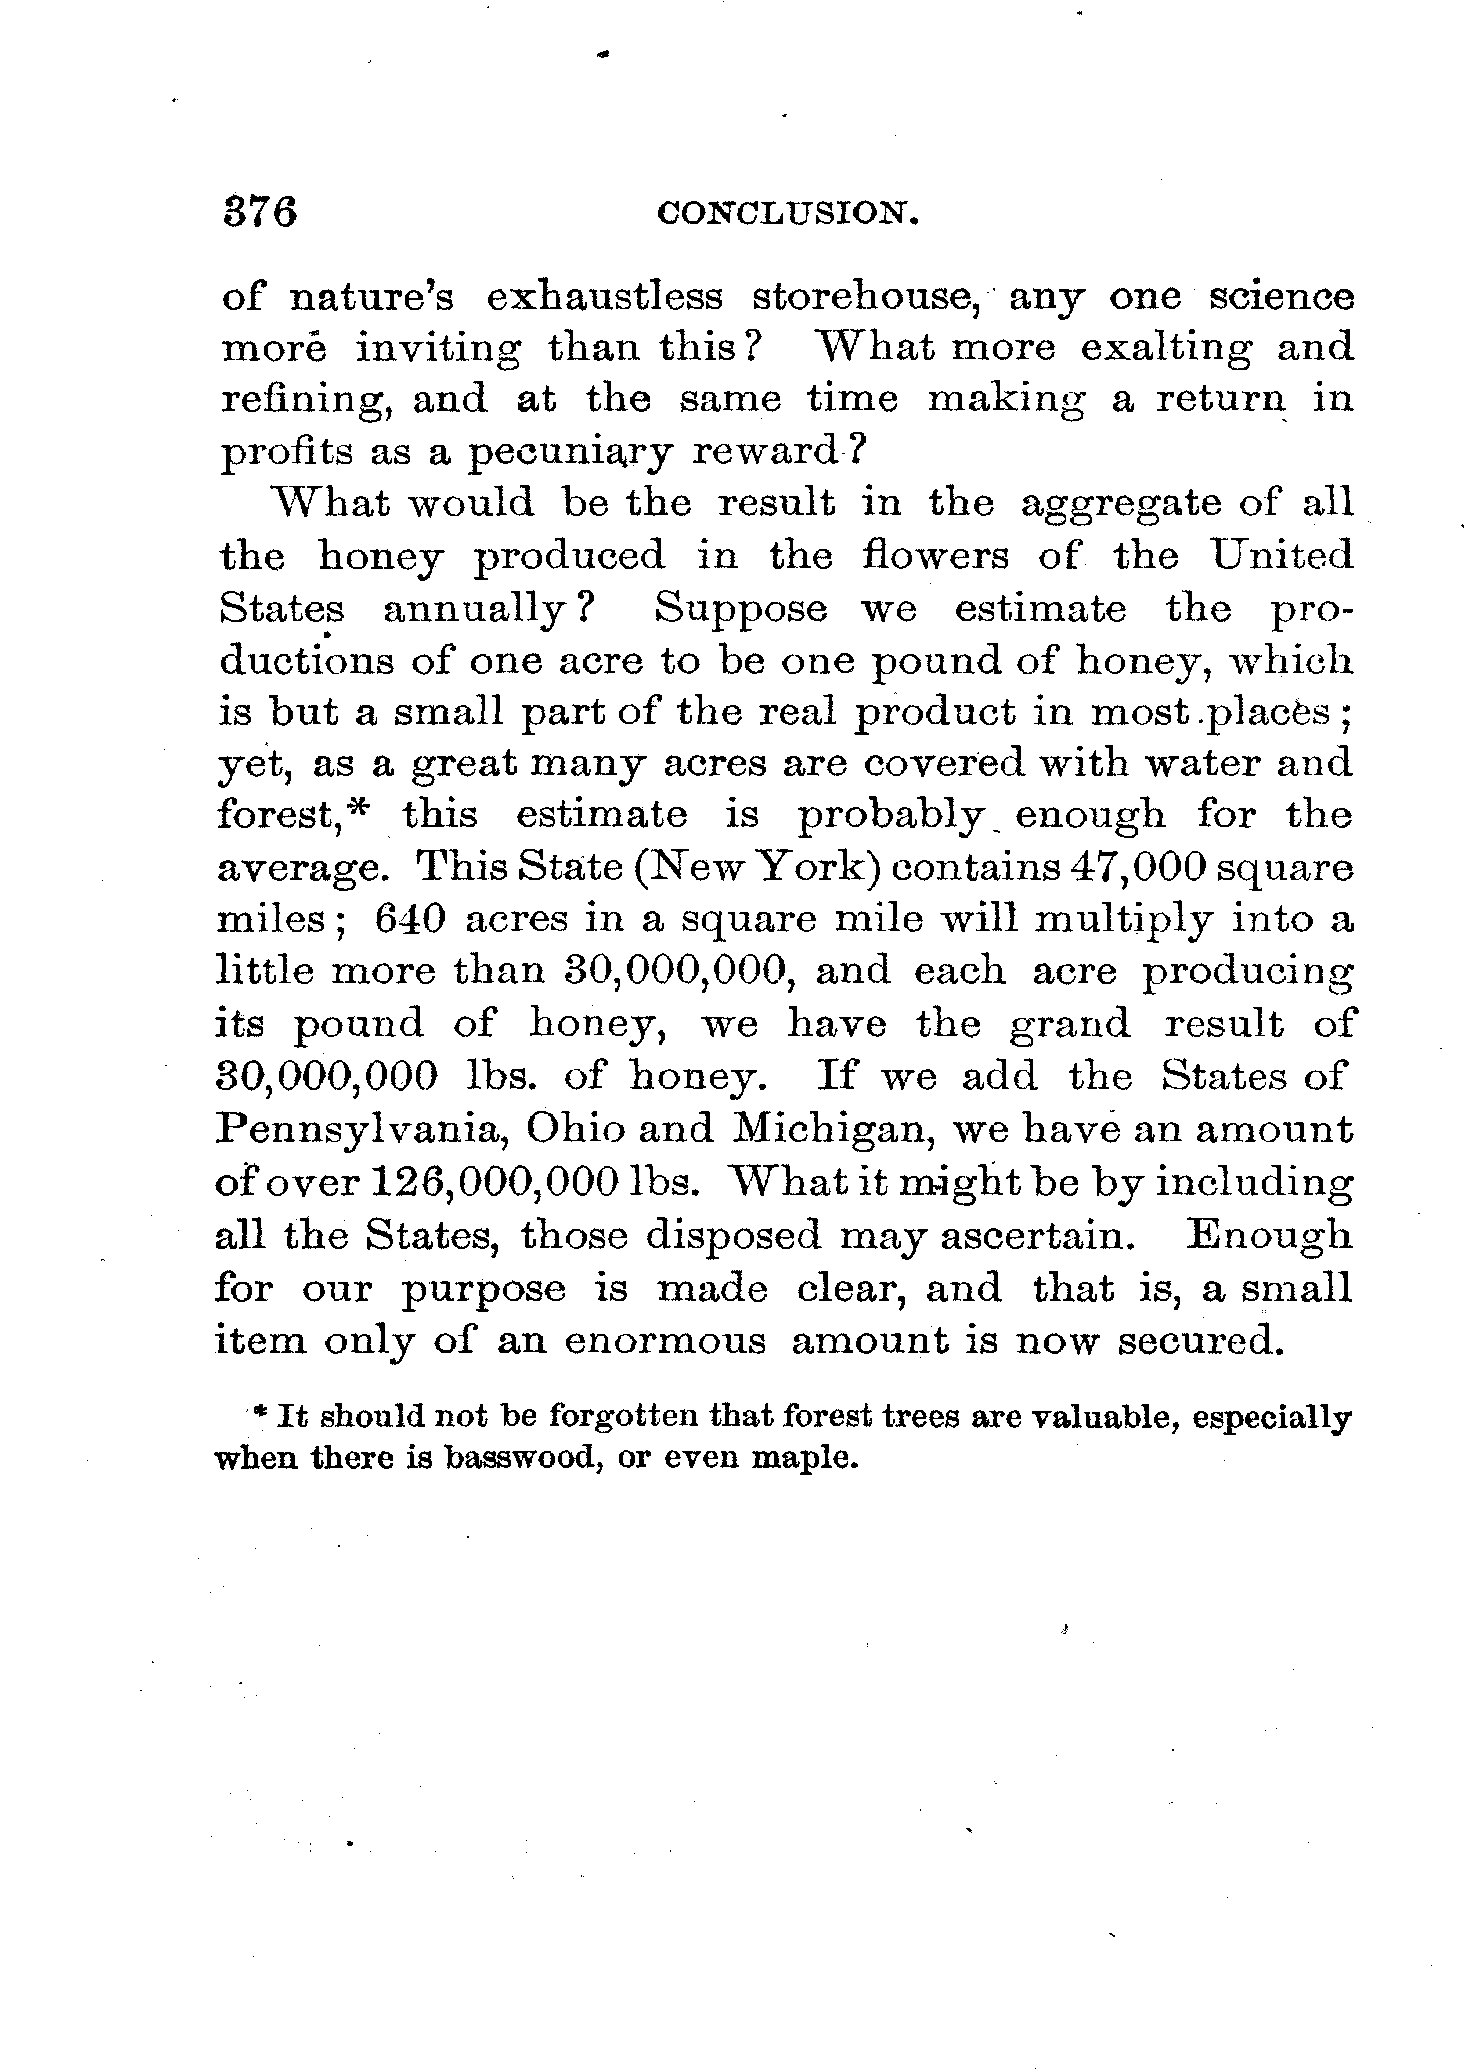 376 CONCLUSION.
of nature's exhaustless storehouse, any one science
more inviting than this? What more exalting and
refining, and at the same time making a return in
profits as a pecuniary reward?
What would be the result in the aggregate of all
the honey produced in the flowers of the United
States annually? Suppose we estimate the pro-
ductions of one acre to be one pound of honey, which
is but a small part of the real product in most places;
yet, as a great many acres are covered with water and
forest,* this estimate is probably enough for the
average. This State (New York) contains 47,000 square
miles; 640 acres in a square mile will multiply into a
little more than 30,000,000, and each acre producing
its pound of honey, we have the grand result of
30,000,000 lbs. of honey. If we add the States of
Pennsylvania, Ohio and Michigan, we have an amount
of over 126,000,000 lbs. What it might be by including
all the States, those disposed may ascertain. Enough
for our purpose is made clear, and that is, a small
item only of an enormous amount is now secured.
* It should not be forgotten that forest trees are valuable, especially
when there is basswood, or even maple.